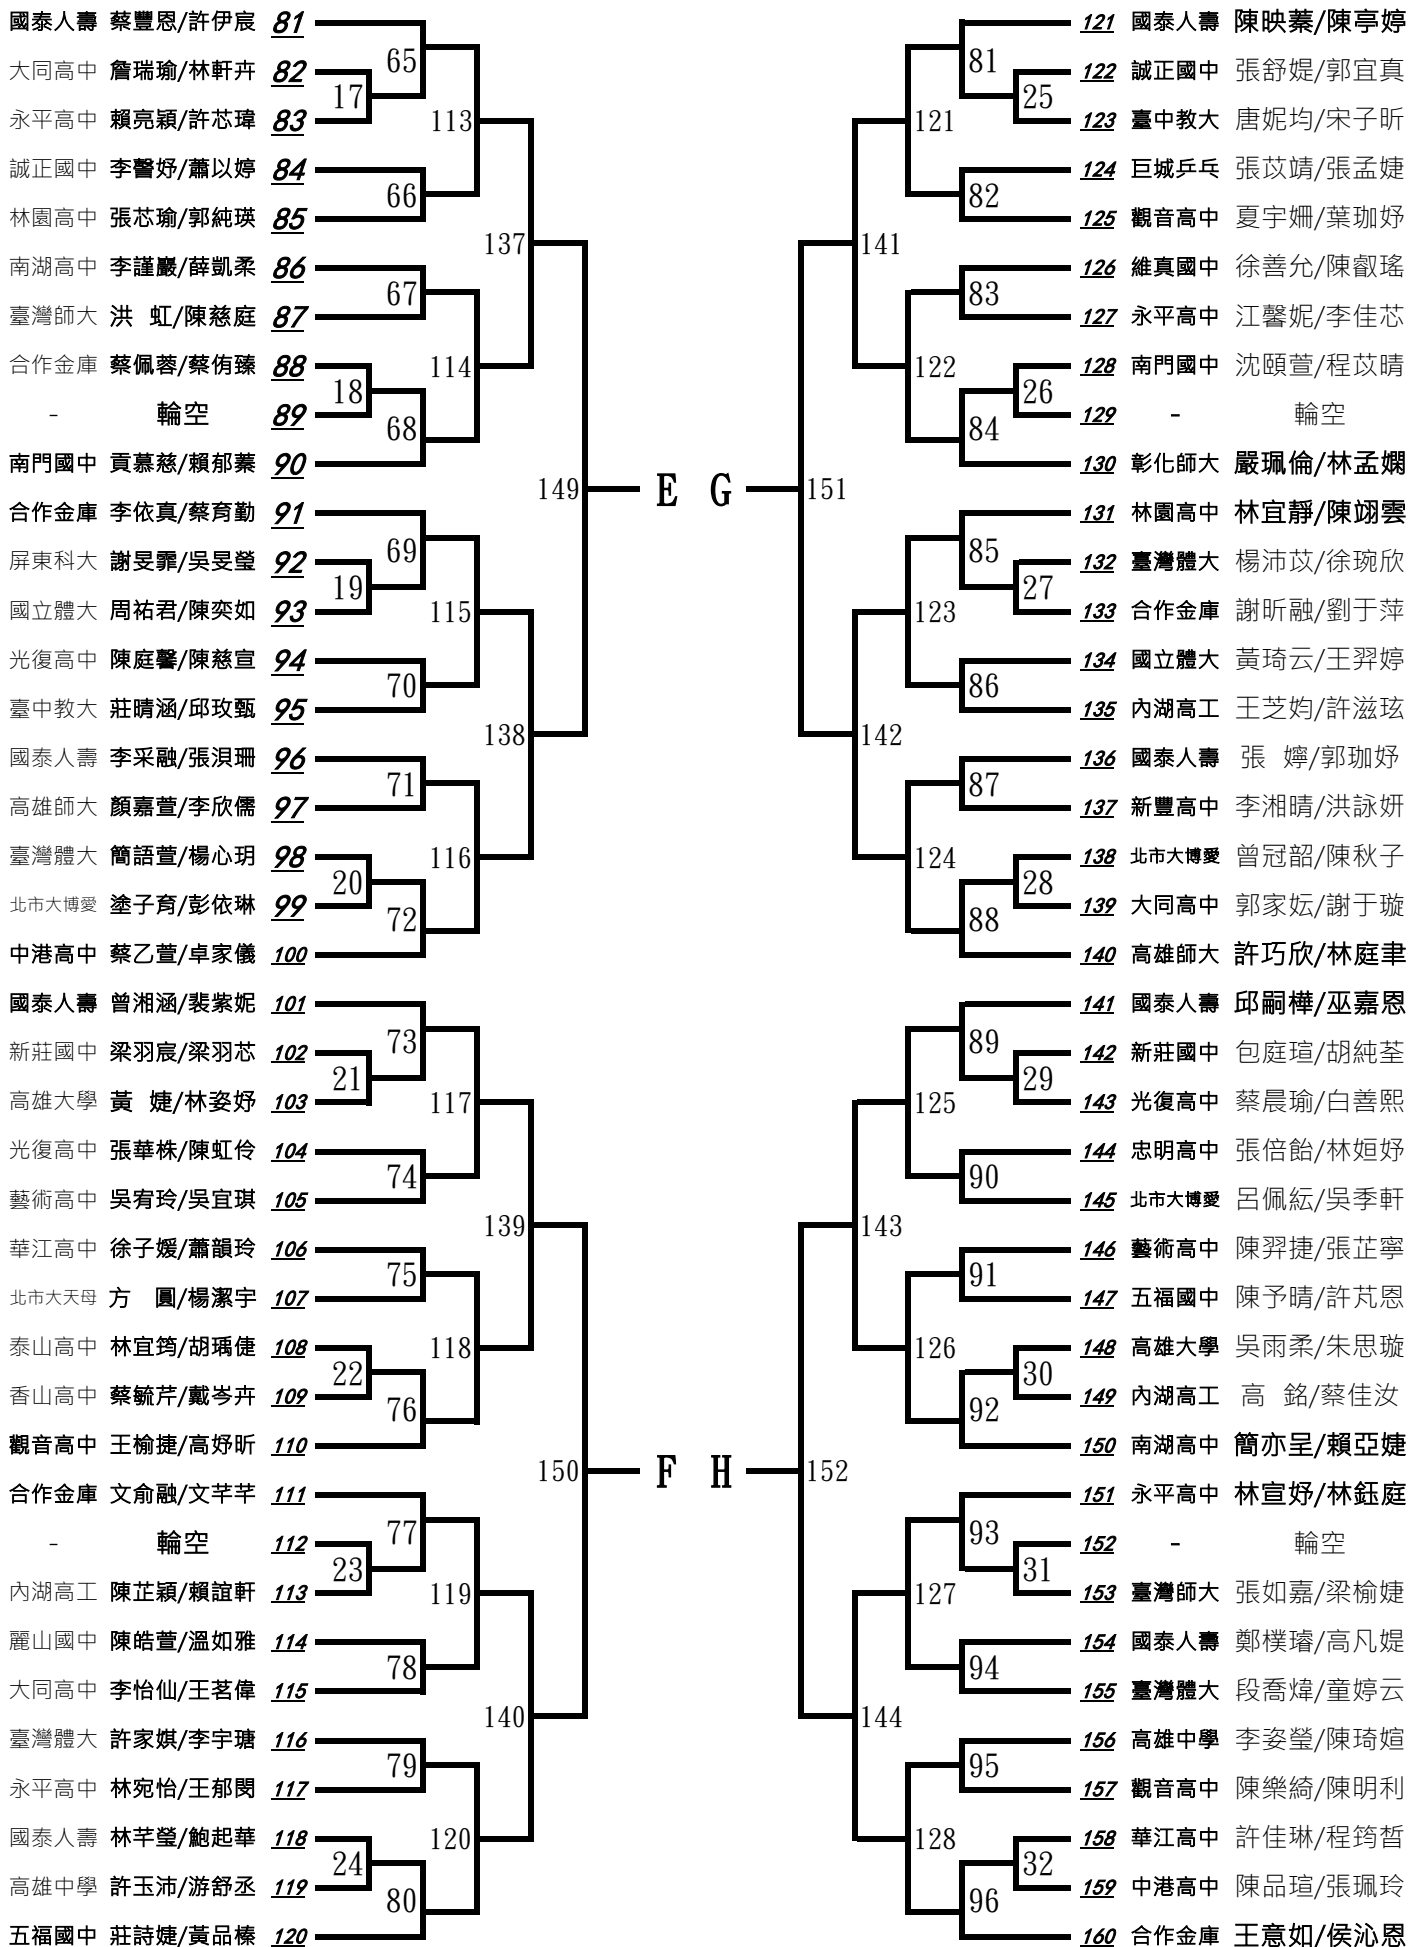 國泰人壽 蔡豐恩/許伊宸 81
65
大同高中 詹瑞瑜/林軒卉 82
17
永平高中 賴亮穎/許芯瑋 83
113
誠正國中 李謦妤/蕭以婷 84
66
林園高中 張芯瑜/郭純瑛 85
137
南湖高中 李謹巖/薛凱柔 86
67
臺灣師大 洪 虹/陳慈庭 87
114
合作金庫 蔡佩蓉/蔡侑臻 88
18
- 輪空 89
68
南門國中 貢慕慈/賴郁蓁 90
149 E
合作金庫 李依真/蔡育勤 91
69
屏東科大 謝旻霏/吳旻瑩 92
19
國立體大 周祐君/陳奕如 93
115
光復高中 陳庭馨/陳慈宣 94
70
臺中教大 莊晴涵/邱玫甄 95
138
國泰人壽 李采融/張浿珊 96
71
高雄師大 顏嘉萱/李欣儒 97
116
臺灣體大 簡語萱/楊心玥 98
20
北市大博愛 塗子育/彭依琳 99
72
中港高中 蔡乙萱/卓家儀 100
國泰人壽 曾湘涵/裴紫妮 101
73
新莊國中 梁羽宸/梁羽芯 102
21
高雄大學 黃 婕/林姿妤 103
117
光復高中 張華株/陳虹伶 104
74
藝術高中 吳宥玲/吳宜琪 105
139
華江高中 徐子媛/蕭韻玲 106
75
北市大天母 方 圓/楊潔宇 107
118
泰山高中 林宜筠/胡瑀倢 108
22
香山高中 蔡毓芹/戴岑卉 109
76
觀音高中 王榆捷/高妤昕 110
150 F
合作金庫 文俞融/文芊芊 111
77
- 輪空 112
23
內湖高工 陳芷穎/賴誼軒 113
119
麗山國中 陳皓萱/溫如雅 114
78
大同高中 李怡仙/王茗偉 115
140
臺灣體大 許家娸/李宇瑭 116
79
永平高中 林宛怡/王郁閔 117
120
國泰人壽 林芊瑩/鮑起華 118
24
高雄中學 許玉沛/游舒丞 119
80
五福國中 莊詩婕/黃品榛 120
121 國泰人壽 陳映蓁/陳亭婷
81
122 誠正國中 張舒媞/郭宜真
25
123 臺中教大 唐妮均/宋子昕
121
124 巨城乒乓 張苡靖/張孟婕
82
125 觀音高中 夏宇姍/葉珈妤
141
126 維真國中 徐善允/陳叡瑤
83
127 永平高中 江馨妮/李佳芯
122
128 南門國中 沈頤萱/程苡晴
26
129 - 輪空
84
130 彰化師大 嚴珮倫/林孟嫻
G 151
131 林園高中 林宜靜/陳翊雲
85
132 臺灣體大 楊沛苡/徐琬欣
27
133 合作金庫 謝昕融/劉于萍
123
134 國立體大 黃琦云/王羿婷
86
135 內湖高工 王芝妁/許滋玹
142
136 國泰人壽 張 嬣/郭珈妤
87
137 新豐高中 李湘晴/洪詠妍
124
138 北市大博愛 曾冠韶/陳秋子
28
139 大同高中 郭家妘/謝于璇
88
140 高雄師大 許巧欣/林庭聿
141 國泰人壽 邱嗣樺/巫嘉恩
89
142 新莊國中 包庭瑄/胡純荃
29
143 光復高中 蔡晨瑜/白善熙
125
144 忠明高中 張倍飴/林姮妤
90
145 北市大博愛 呂佩紜/吳季軒
143
146 藝術高中 陳羿捷/張芷寧
91
147 五福國中 陳予晴/許芃恩
126
148 高雄大學 吳雨柔/朱思璇
30
149 內湖高工 高 銘/蔡佳汝
92
150 南湖高中 簡亦呈/賴亞婕
H 152
151 永平高中 林宣妤/林鈺庭
93
152 - 輪空
31
153 臺灣師大 張如嘉/梁榆婕
127
154 國泰人壽 鄭樸璿/高凡媞
94
155 臺灣體大 段喬煒/童婷云
144
156 高雄中學 李姿瑩/陳琦媗
95
157 觀音高中 陳樂綺/陳明利
128
158 華江高中 許佳琳/程筠晢
32
159 中港高中 陳品瑄/張珮玲
96
160 合作金庫 王意如/侯沁恩